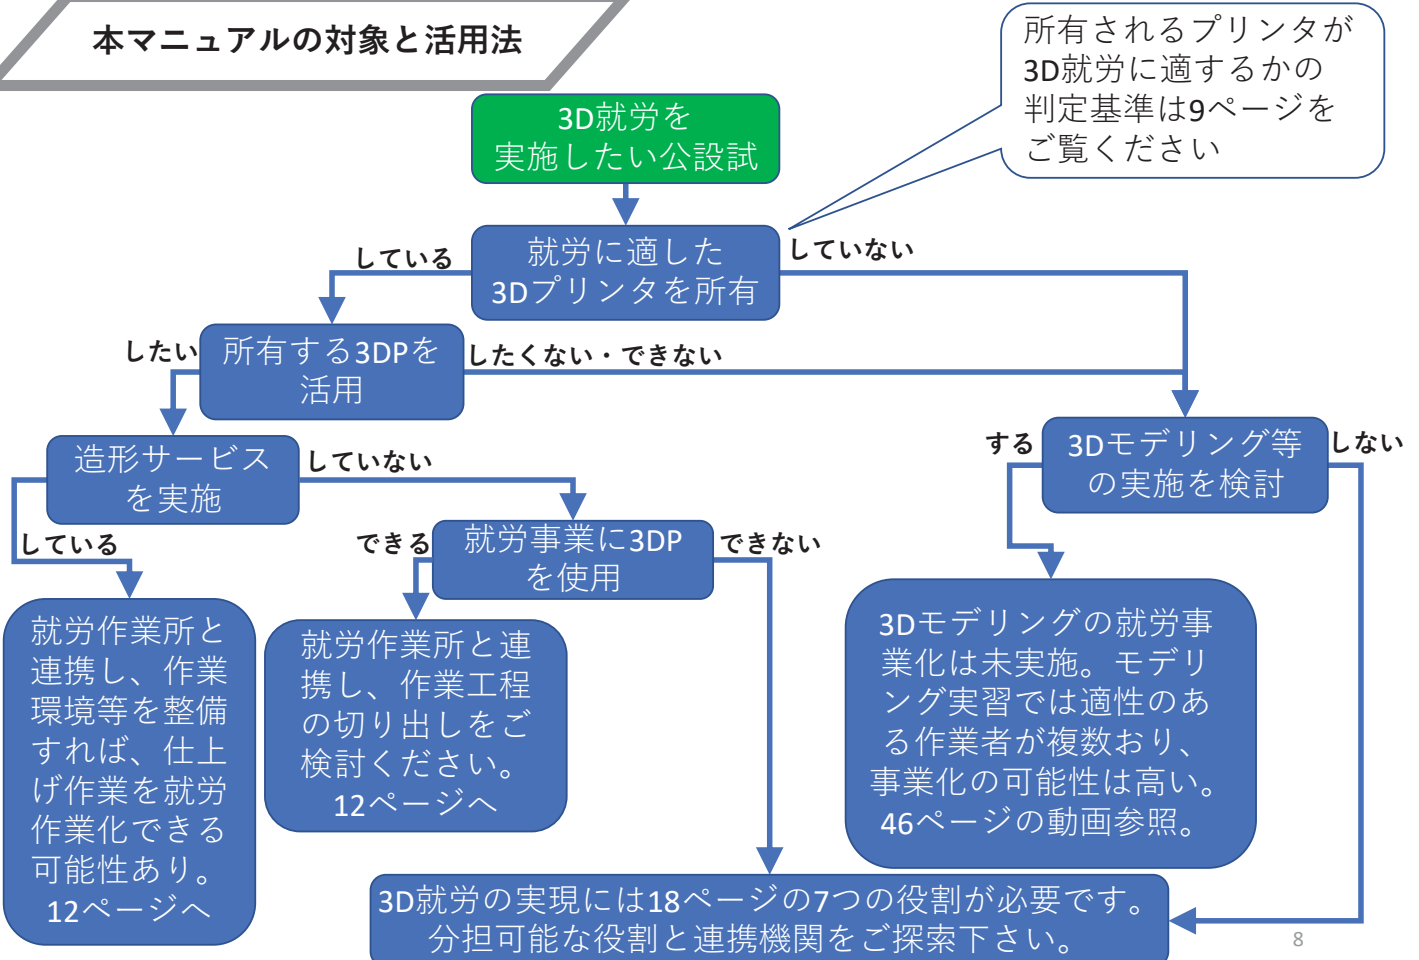 本マニュアルの対象と活用法
所有されるプリンタが
3D就労に適するかの
判定基準は9ページを
ご覧ください
3D就労を
実施したい公設試
就労に適した
3Dプリンタを所有
している
していない
所有する3DPを
活用
したい
したくない・できない
造形サービス
を実施
していない
している
就労事業に3DP
を使用
できる
できない
3Dモデリング等
の実施を検討
する
しない
就労作業所と
連携し、作業
環境等を整備
すれば、仕上
げ作業を就労
作業化できる
可能性あり。
12ページへ
就労作業所と連
携し、作業工程
の切り出しをご
検討ください。
12ページへ
3Dモデリングの就労事
業化は未実施。モデリ
ング実習では適性のあ
る作業者が複数おり、
事業化の可能性は高い。
46ページの動画参照。
3D就労の実現には18ページの7つの役割が必要です。
分担可能な役割と連携機関をご探索下さい。
8